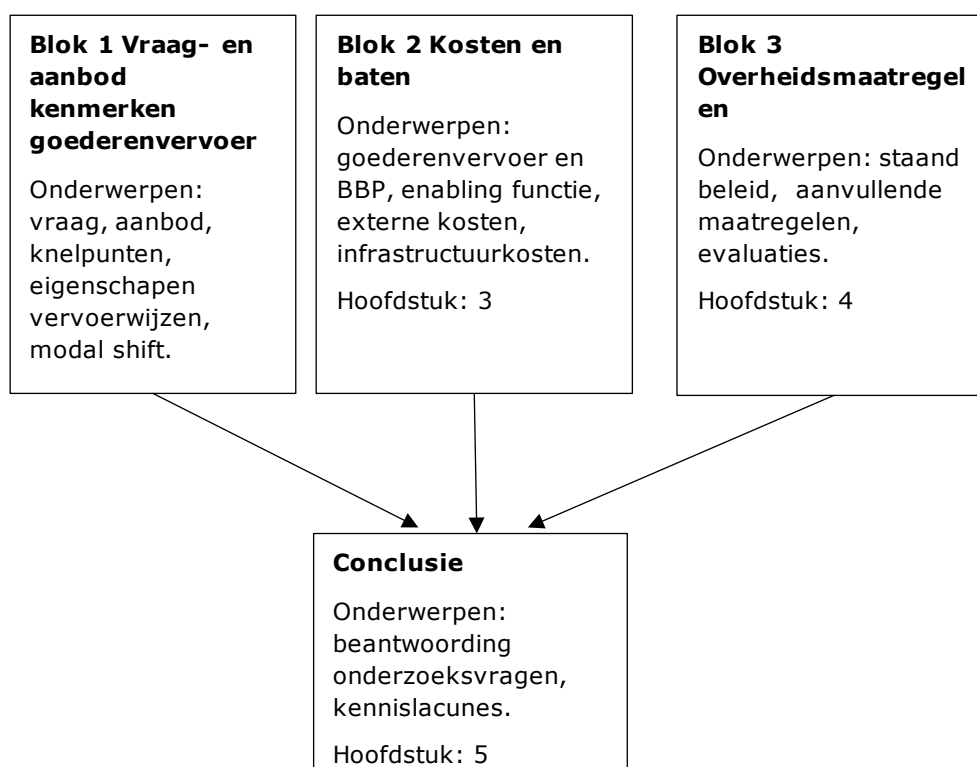 Blok 1 Vraag- en
aanbod
kenmerken
goederenvervoer
Onderwerpen:
vraag, aanbod,
knelpunten,
eigenschapen
vervoerwijzen,
modal shift.
Blok 2 Kosten en
baten
Onderwerpen:
goederenvervoer en
BBP, enabling functie,
externe kosten,
infrastructuurkosten.
Hoofdstuk: 3
Blok 3
Overheidsmaatregel
en
Onderwerpen: staand
beleid, aanvullende
maatregelen,
evaluaties.
Hoofdstuk: 4
Conclusie
Onderwerpen:
beantwoording
onderzoeksvragen,
kennislacunes.
Hoofdstuk: 5